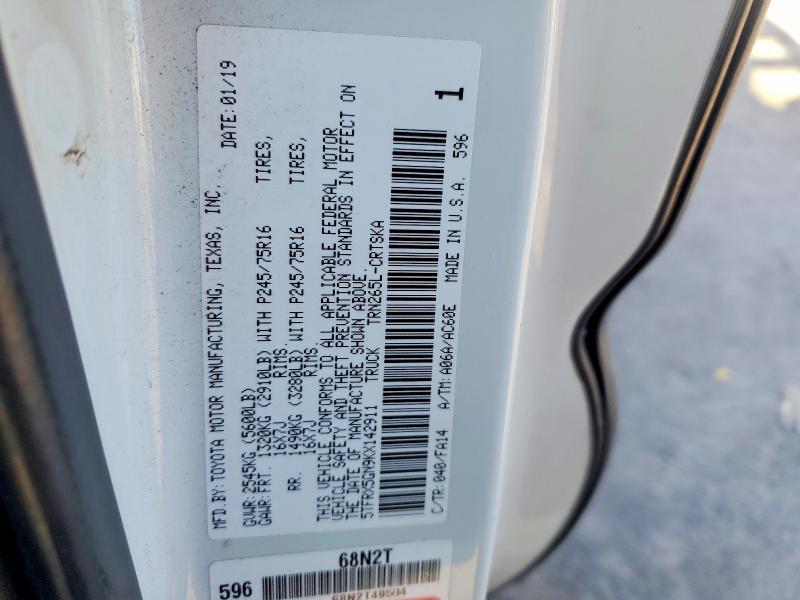 MFD.BY:TOYOTA MOTOR MANUFACTURING, TEXAS, INC. DATE:01/19
GVWR:2545KG (5600LB)
GAWR:FRT. 1320KG (2910LB) WITH P245/75R16 TIRES,
16X7J RIMS.
RR. 1490KG (3280LB) WITH P245/75R16 TIRES,
16X7J RIMS.
THIS VEHICLE CONFORMS TO ALL APPLICABLE FEDERAL MOTOR
VEHICLE SAFETY AND THEFT PREVENTION STANDARDS IN EFFECT ON
THE DATE OF MANUFACTURE SHOWN ABOVE.
5TFRX5GN9KX142911 TRUCK TRN265L-CRTSKA
C/TR:040/FA14 A/TM:A06A/AC60E MADE IN U.S.A. 596
1
68N2T
596
68N2T49504